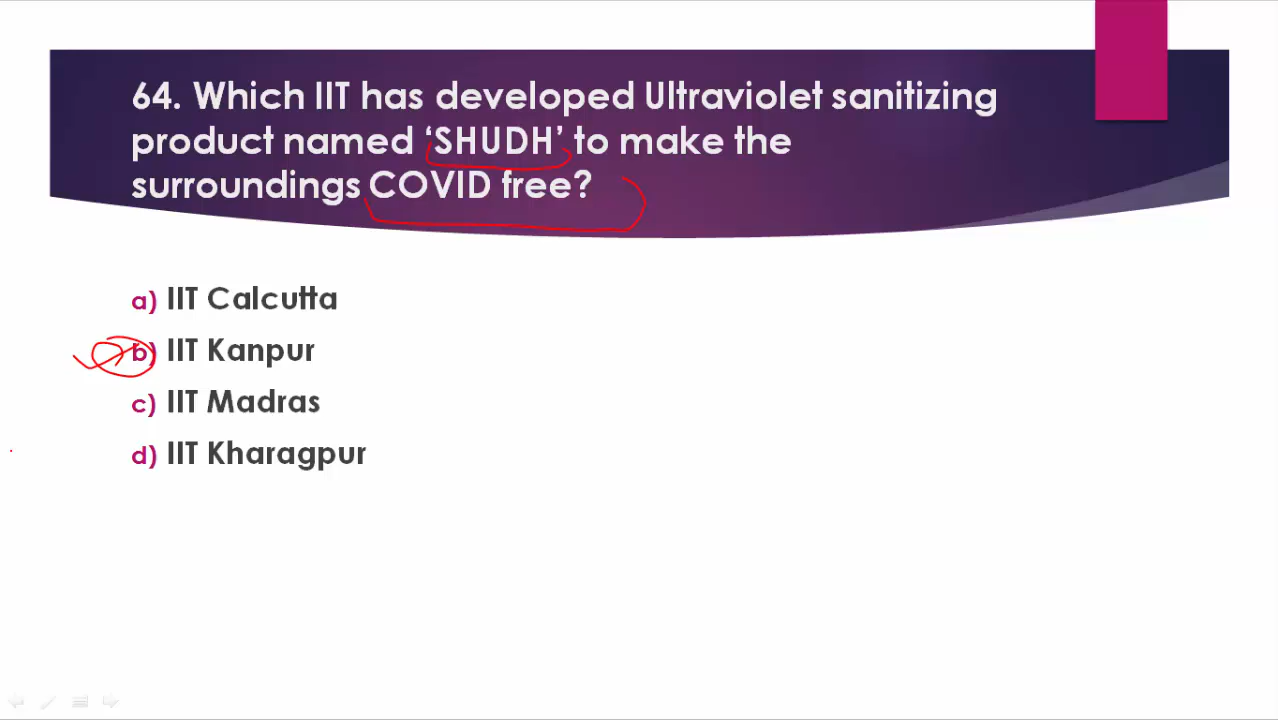 64. Which IIT has developed Ultraviolet sanitizing
product named ‘SHUDH’ to make the
surroundings COVID free?
a) IIT Calcutta
b) IIT Kanpur
c) IIT Madras
d) IIT Kharagpur